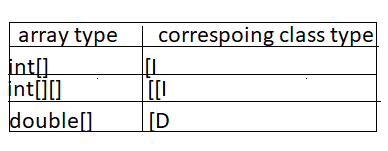 array type correspoing class type
int[] [I
int[][] [[I
double[] [D